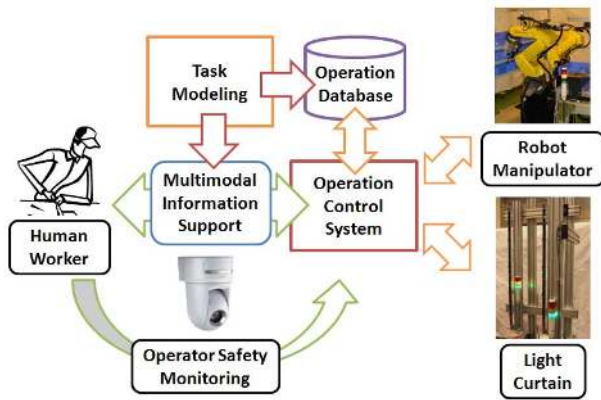 Task
Modeling
Operation
Database
Robot
Manipulator
Multimodal
Information
Support
Operation
Control
System
Human
Worker
Operator Safety
Monitoring
Light
Curtain